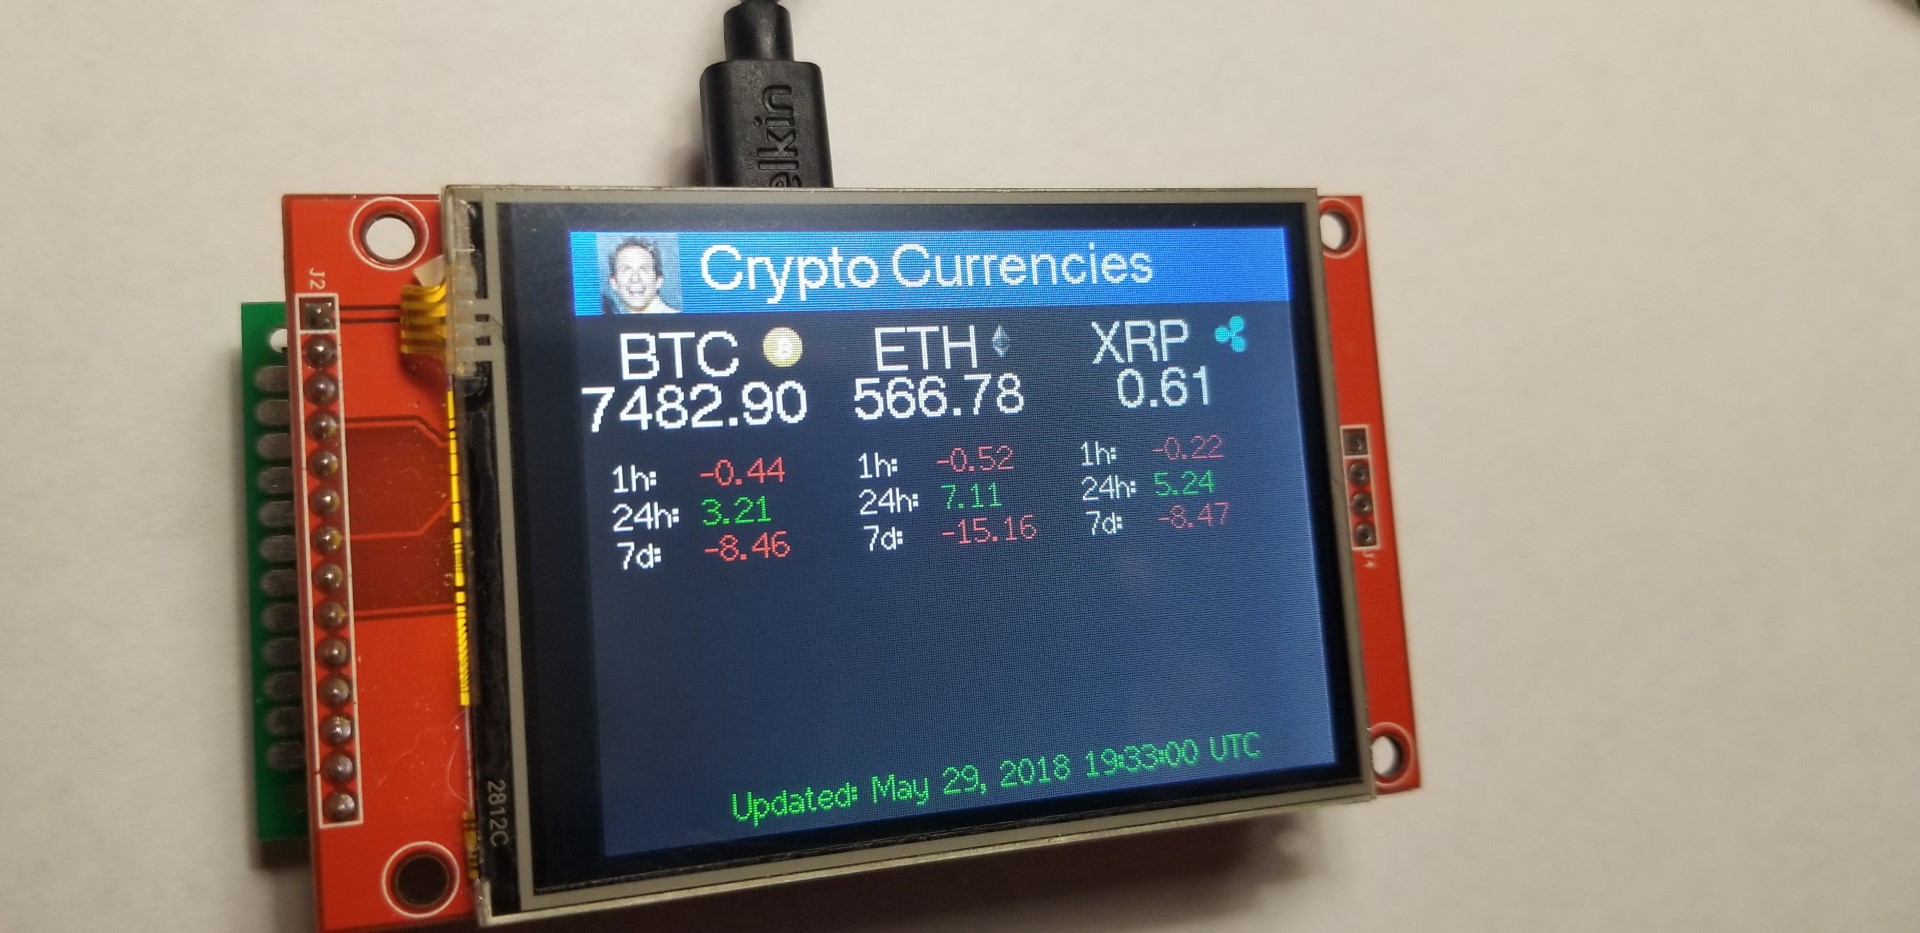 elkin
J2
Crypto Currencies
BTC ETH XRP
7482.90 566.78 0.61
1h: -0.44 1h: -0.52 1h: -0.22
24h: 3.21 24h: 7.11 24h: 5.24
7d: -8.46 7d: -15.16 7d: -8.47
Updated: May 29, 2018 19:33:00 UTC
2812C
J4